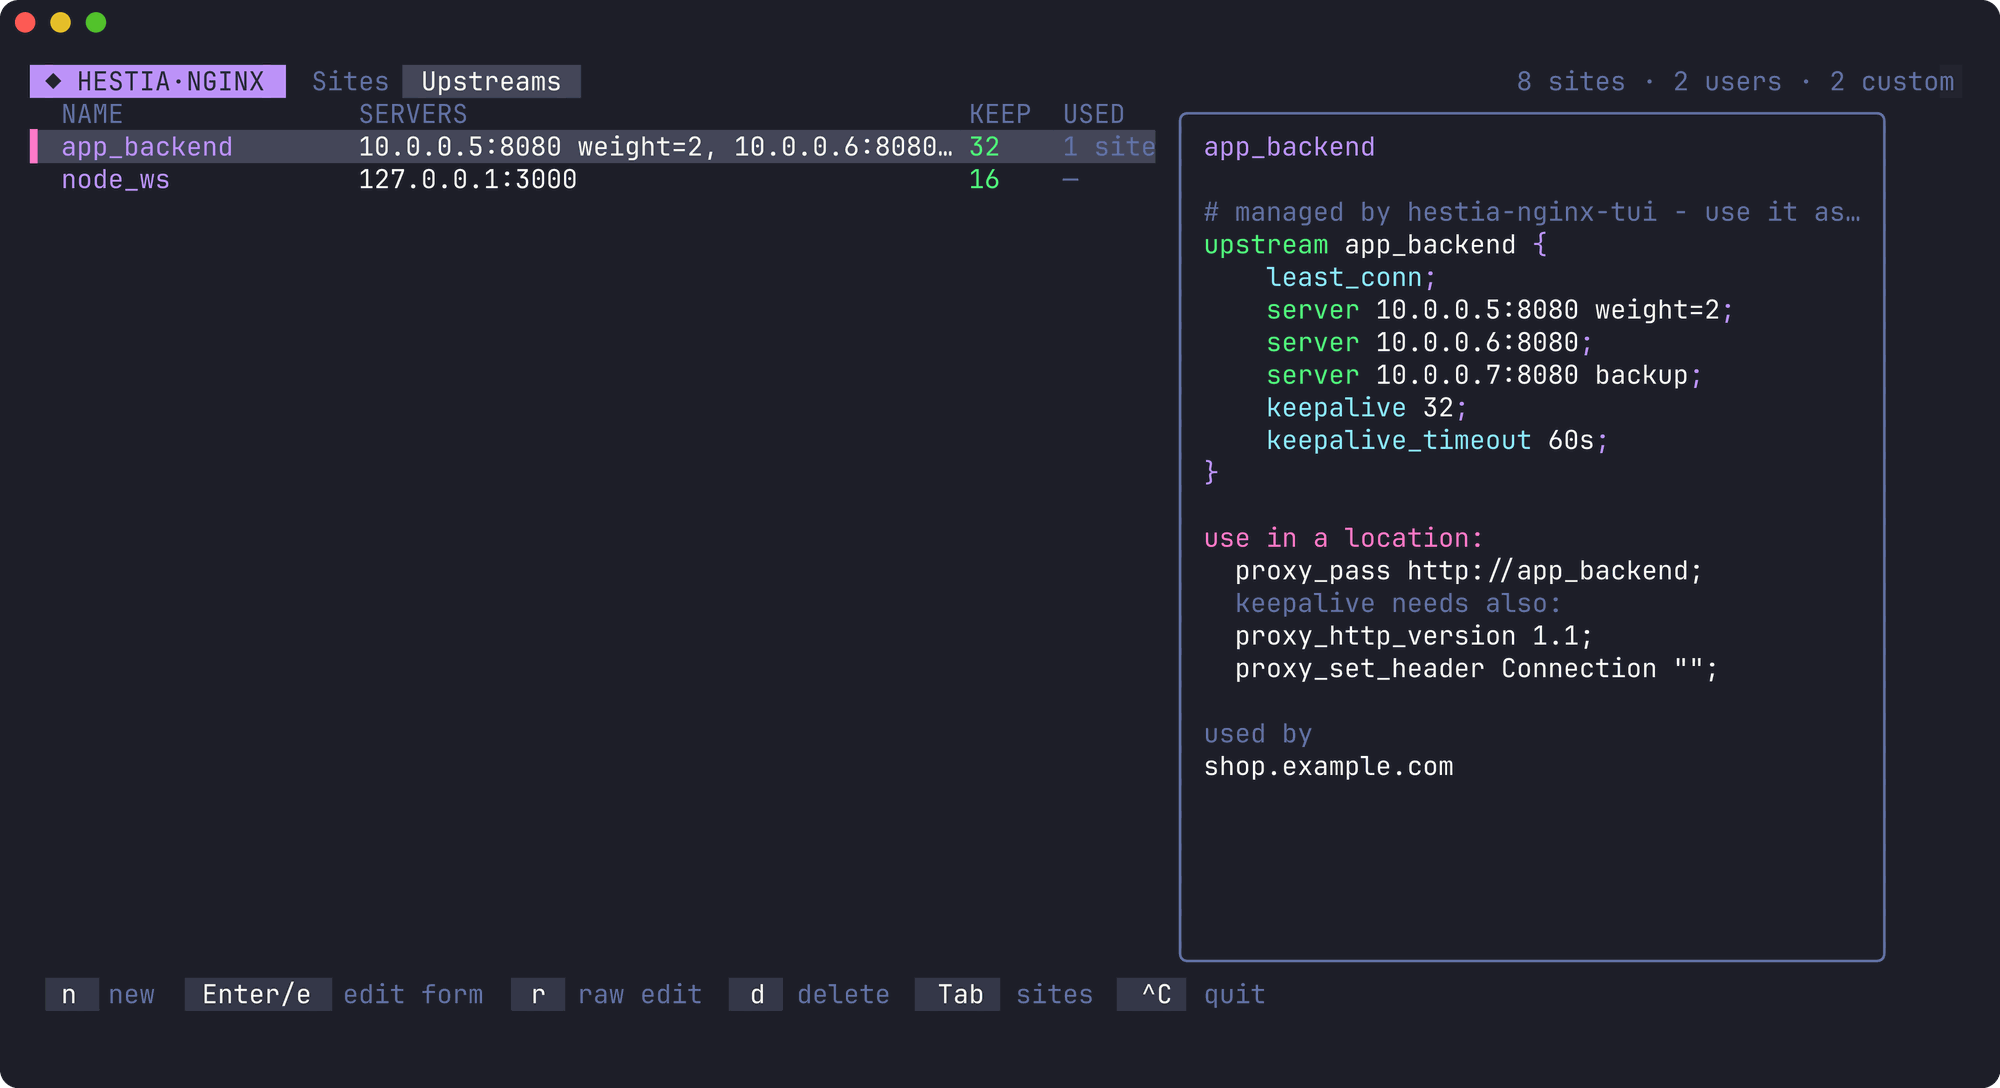 ◆ HESTIA·NGINX  Sites  Upstreams  8 sites · 2 users · 2 custom
NAME  SERVERS  KEEP  USED
app_backend  10.0.0.5:8080 weight=2, 10.0.0.6:8080…  32  1 site
node_ws  127.0.0.1:3000  16  —
app_backend
# managed by hestia-nginx-tui - use it as…
upstream app_backend {
    least_conn;
    server 10.0.0.5:8080 weight=2;
    server 10.0.0.6:8080;
    server 10.0.0.7:8080 backup;
    keepalive 32;
    keepalive_timeout 60s;
}
use in a location:
  proxy_pass http://app_backend;
  keepalive needs also:
  proxy_http_version 1.1;
  proxy_set_header Connection "";
used by
shop.example.com
n new  Enter/e edit form  r raw edit  d delete  Tab sites  ^C quit